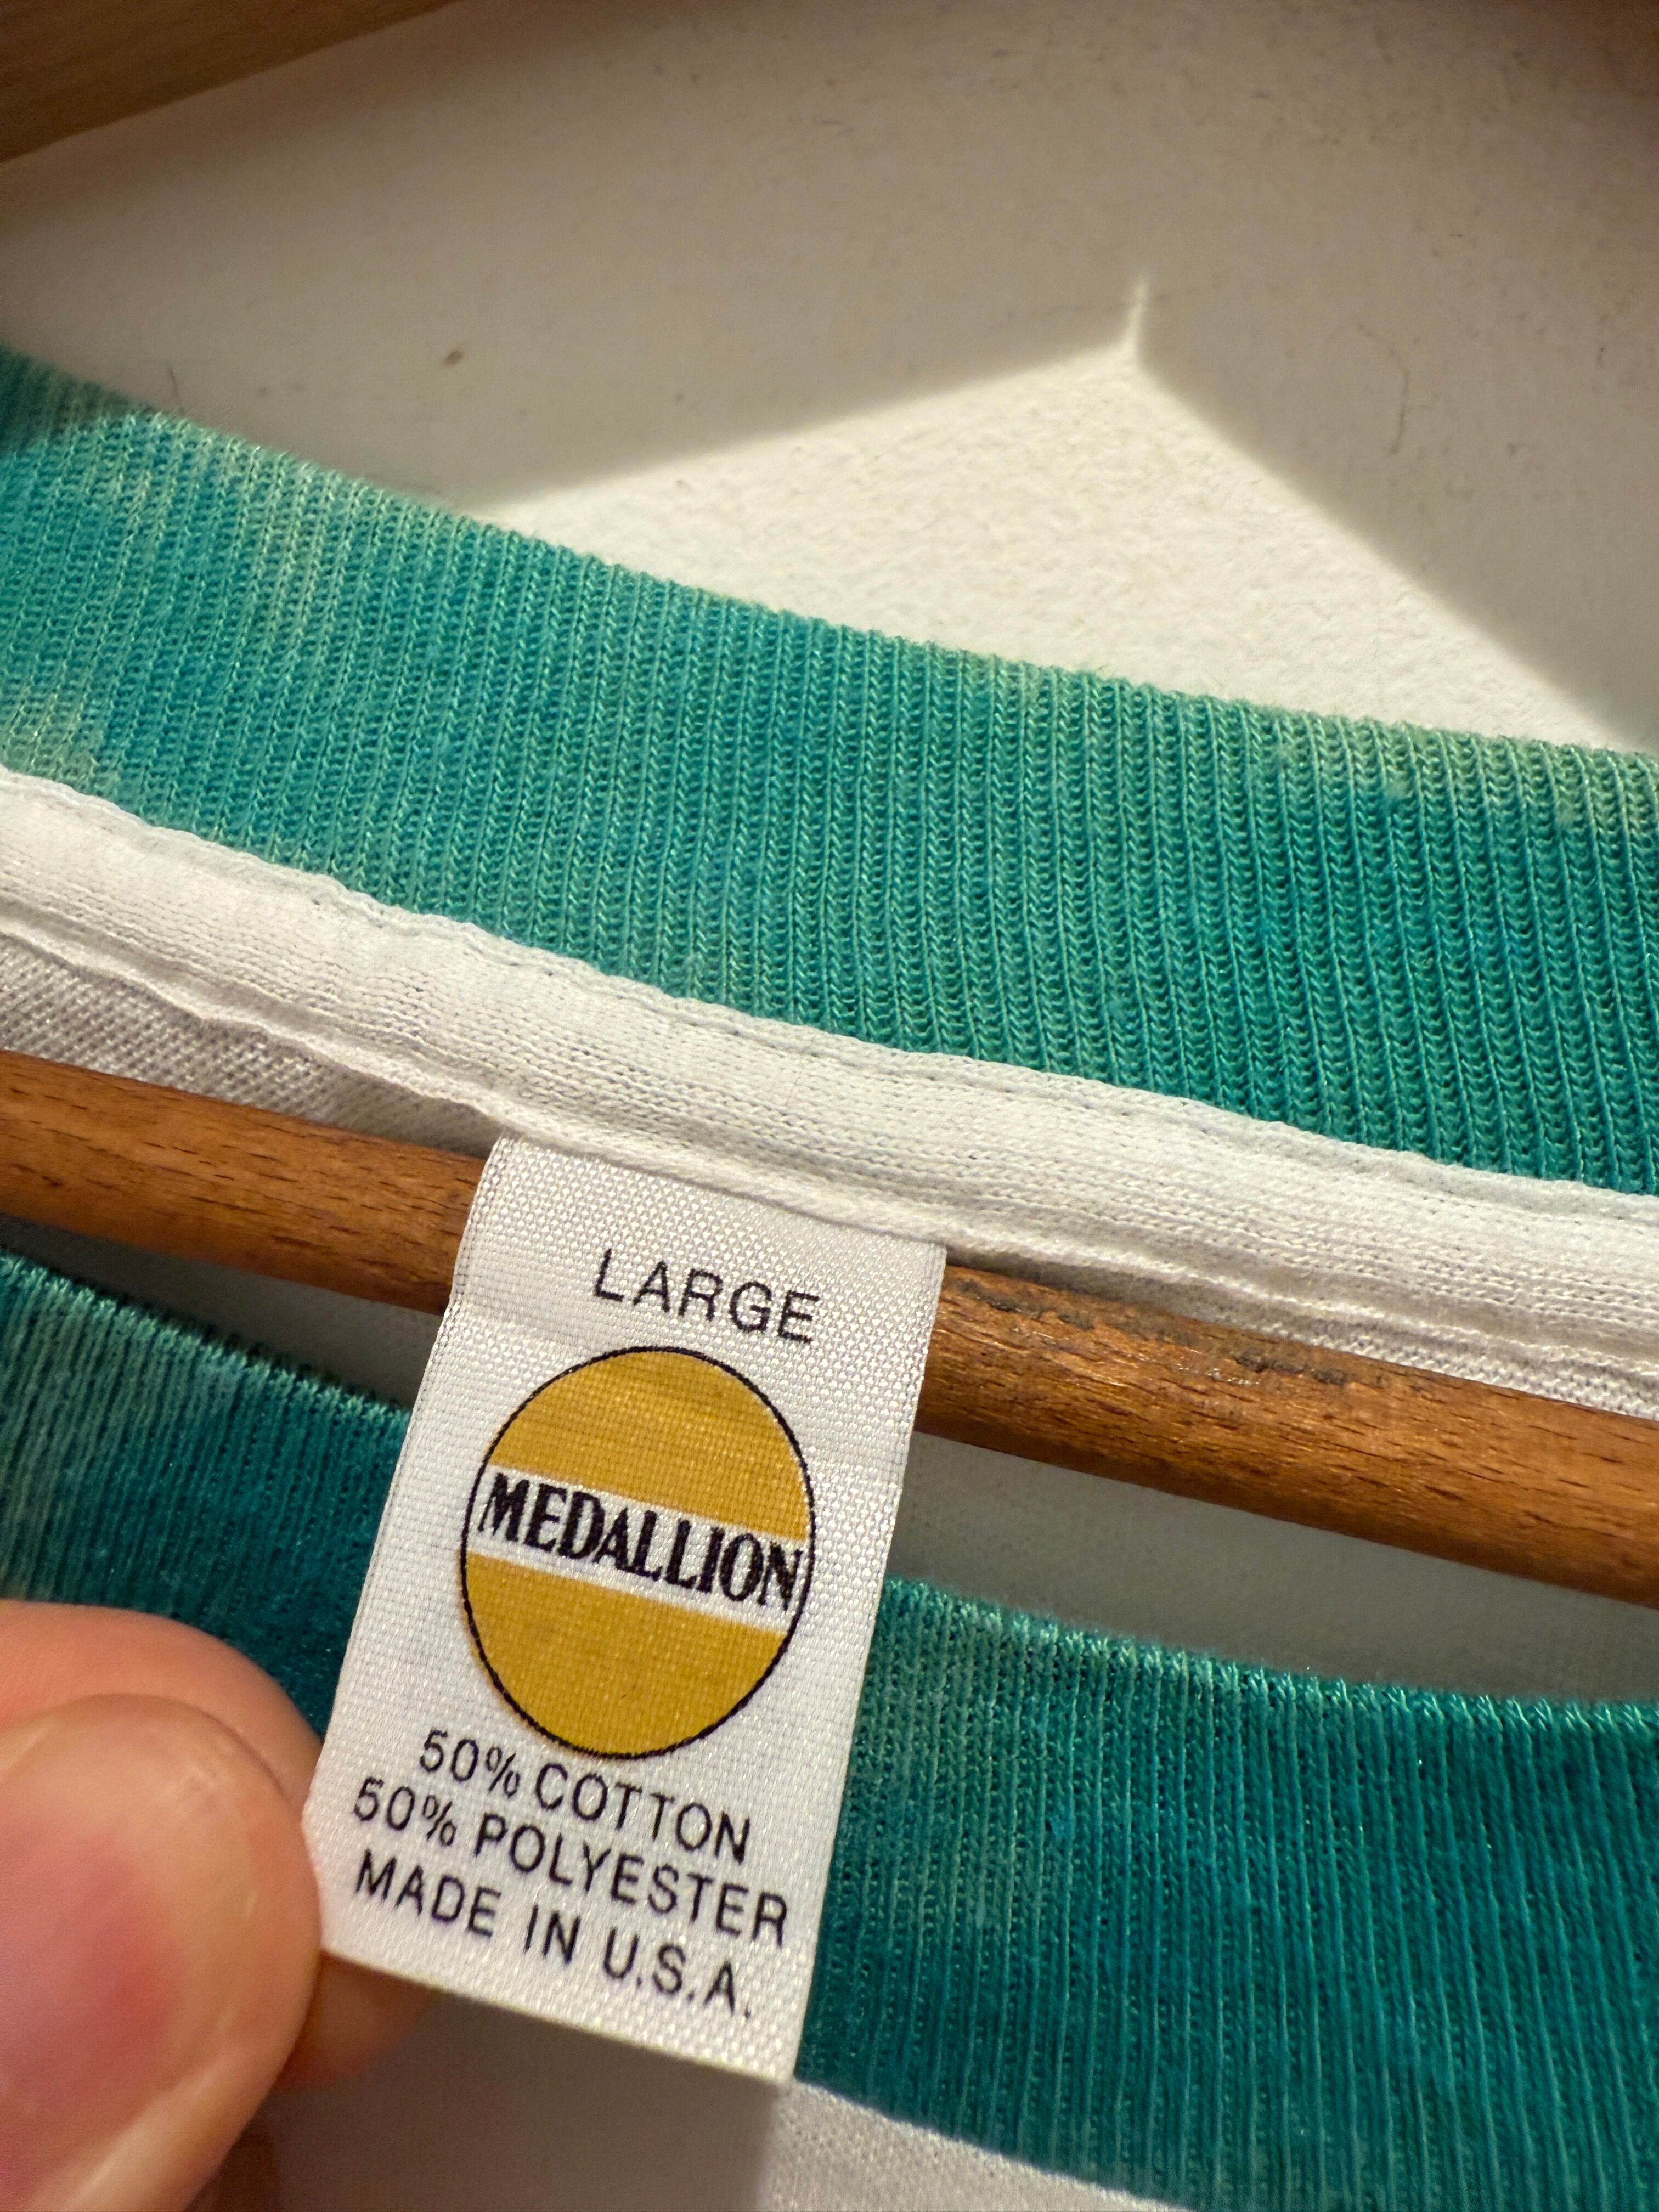 LARGE
MEDALLION
50% COTTON
50% POLYESTER
MADE IN U.S.A.